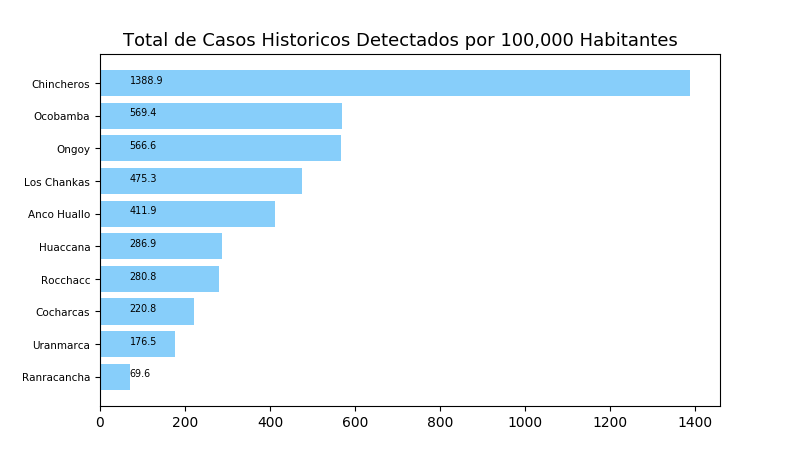 Total de Casos Historicos Detectados por 100,000 Habitantes
Chincheros 1388.9
Ocobamba 569.4
Ongoy 566.6
Los Chankas 475.3
Anco Huallo 411.9
Huaccana 286.9
Rocchacc 280.8
Cocharcas 220.8
Uranmarca 176.5
Ranracancha 69.6
0 200 400 600 800 1000 1200 1400